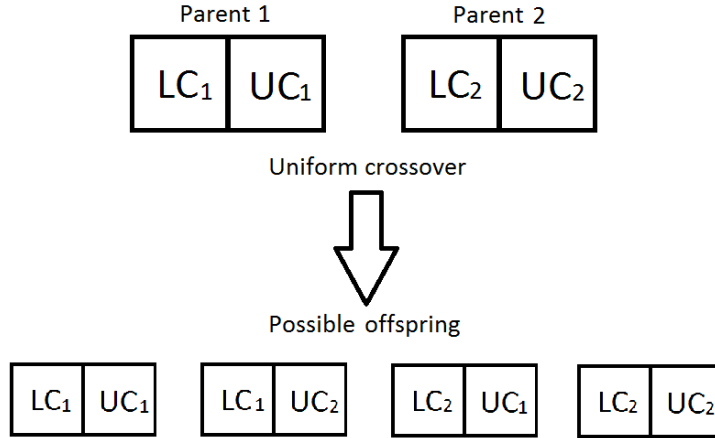 Parent 1 Parent 2
LC₁ UC₁ LC₂ UC₂
Uniform crossover
Possible offspring
LC₁ UC₁ LC₁ UC₂ LC₂ UC₁ LC₂ UC₂